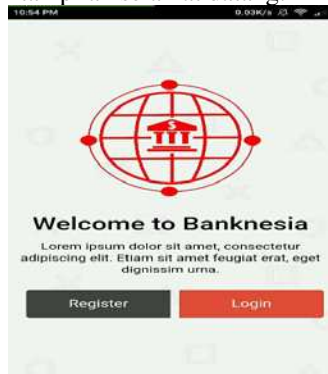 10:54 PM 0.03K/s
$
Welcome to Banknesia
Lorem ipsum dolor sit amet, consectetur
adipiscing elit. Etiam sit amet feugiat erat, eget
dignissim urna.
Register Login